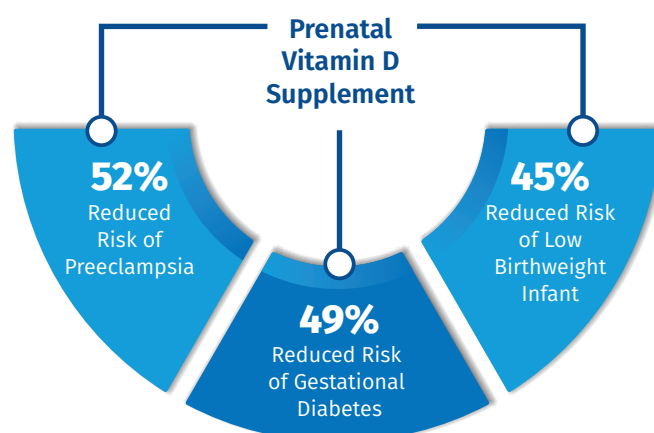 Prenatal
Vitamin D
Supplement
52%
Reduced
Risk of
Preeclampsia
49%
Reduced Risk
of Gestational
Diabetes
45%
Reduced Risk
of Low
Birthweight
Infant